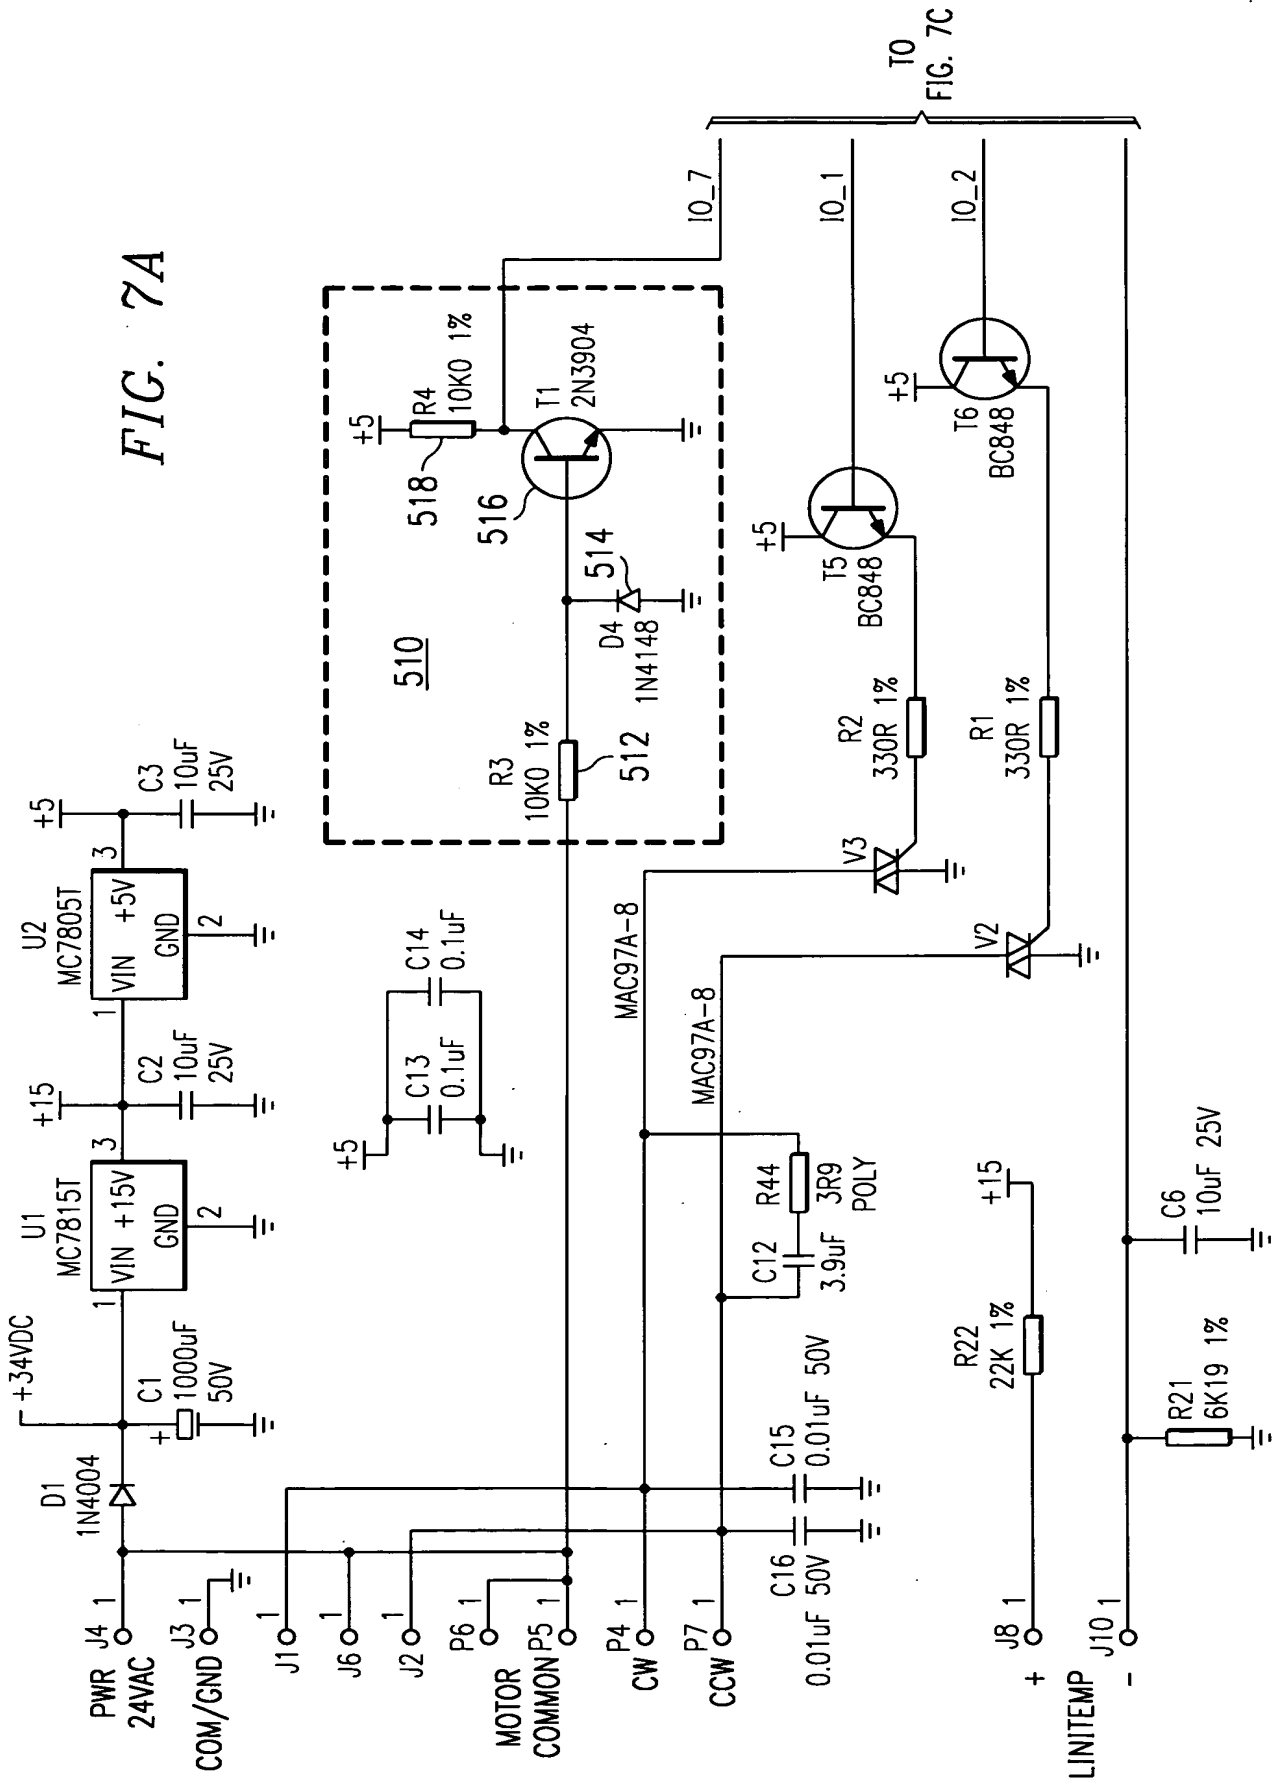 FIG. 7A
PWR
24VAC
J4
1
COM/GND
J3
1
J1
1
J6
1
J2
1
P6
1
MOTOR
COMMON
P5
1
P4
1
CW
P7
1
CCW
D1
1N4004
+34VDC
+
C1
1000uF
50V
U1
MC7815T
1
VIN
+15V
GND
3
2
+15
C2
10uF
25V
U2
MC7805T
1
VIN
+5V
GND
3
2
+5
C3
10uF
25V
+5
C13
0.1uF
C14
0.1uF
510
R3
10K0 1%
512
D4
1N4148
514
516
518
+5
R4
10K0 1%
T1
2N3904
IO_7
IO_1
IO_2
TO
FIG. 7C
MAC97A-8
MAC97A-8
V3
V2
R2
330R 1%
R1
330R 1%
+5
T5
BC848
+5
T6
BC848
C16
0.01uF 50V
C15
0.01uF 50V
C12
3.9uF
R44
3R9
POLY
J8
1
+
LINITEMP
-
J10
1
R22
22K 1%
+15
R21
6K19 1%
C6
10uF 25V